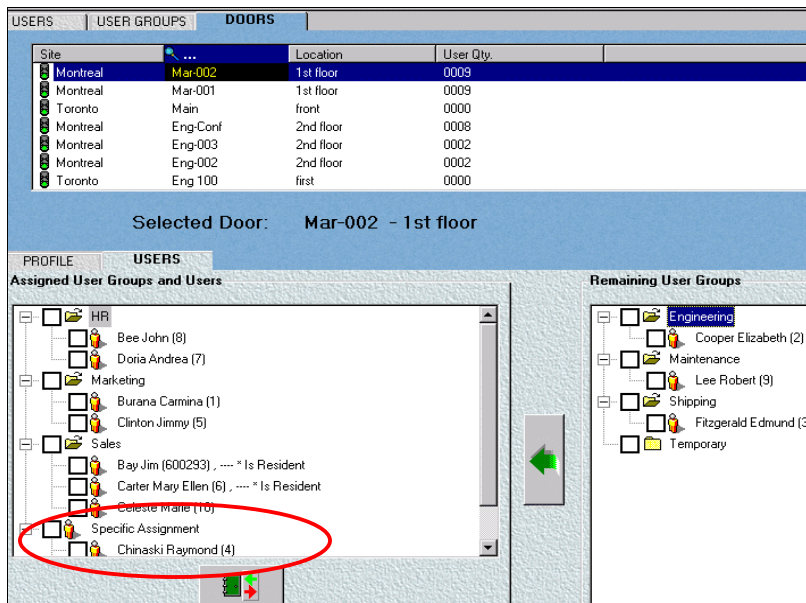 USERS USER GROUPS DOORS
Site ... Location User Qty.
Montreal Mar-002 1st floor 0009
Montreal Mar-001 1st floor 0009
Toronto Main front 0000
Montreal Eng-Conf 2nd floor 0008
Montreal Eng-003 2nd floor 0002
Montreal Eng-002 2nd floor 0002
Toronto Eng 100 first 0000
Selected Door: Mar-002 - 1st floor
PROFILE USERS
Assigned User Groups and Users
HR
Bee John (8)
Doria Andrea (7)
Marketing
Burana Carmina (1)
Clinton Jimmy (5)
Sales
Bay Jim (600293) , ---- * Is Resident
Carter Mary Ellen (6) , ---- * Is Resident
Celeste Marie (10)
Specific Assignment
Chinaski Raymond (4)
Remaining User Groups
Engineering
Cooper Elizabeth (2)
Maintenance
Lee Robert (9)
Shipping
Fitzgerald Edmund (3
Temporary